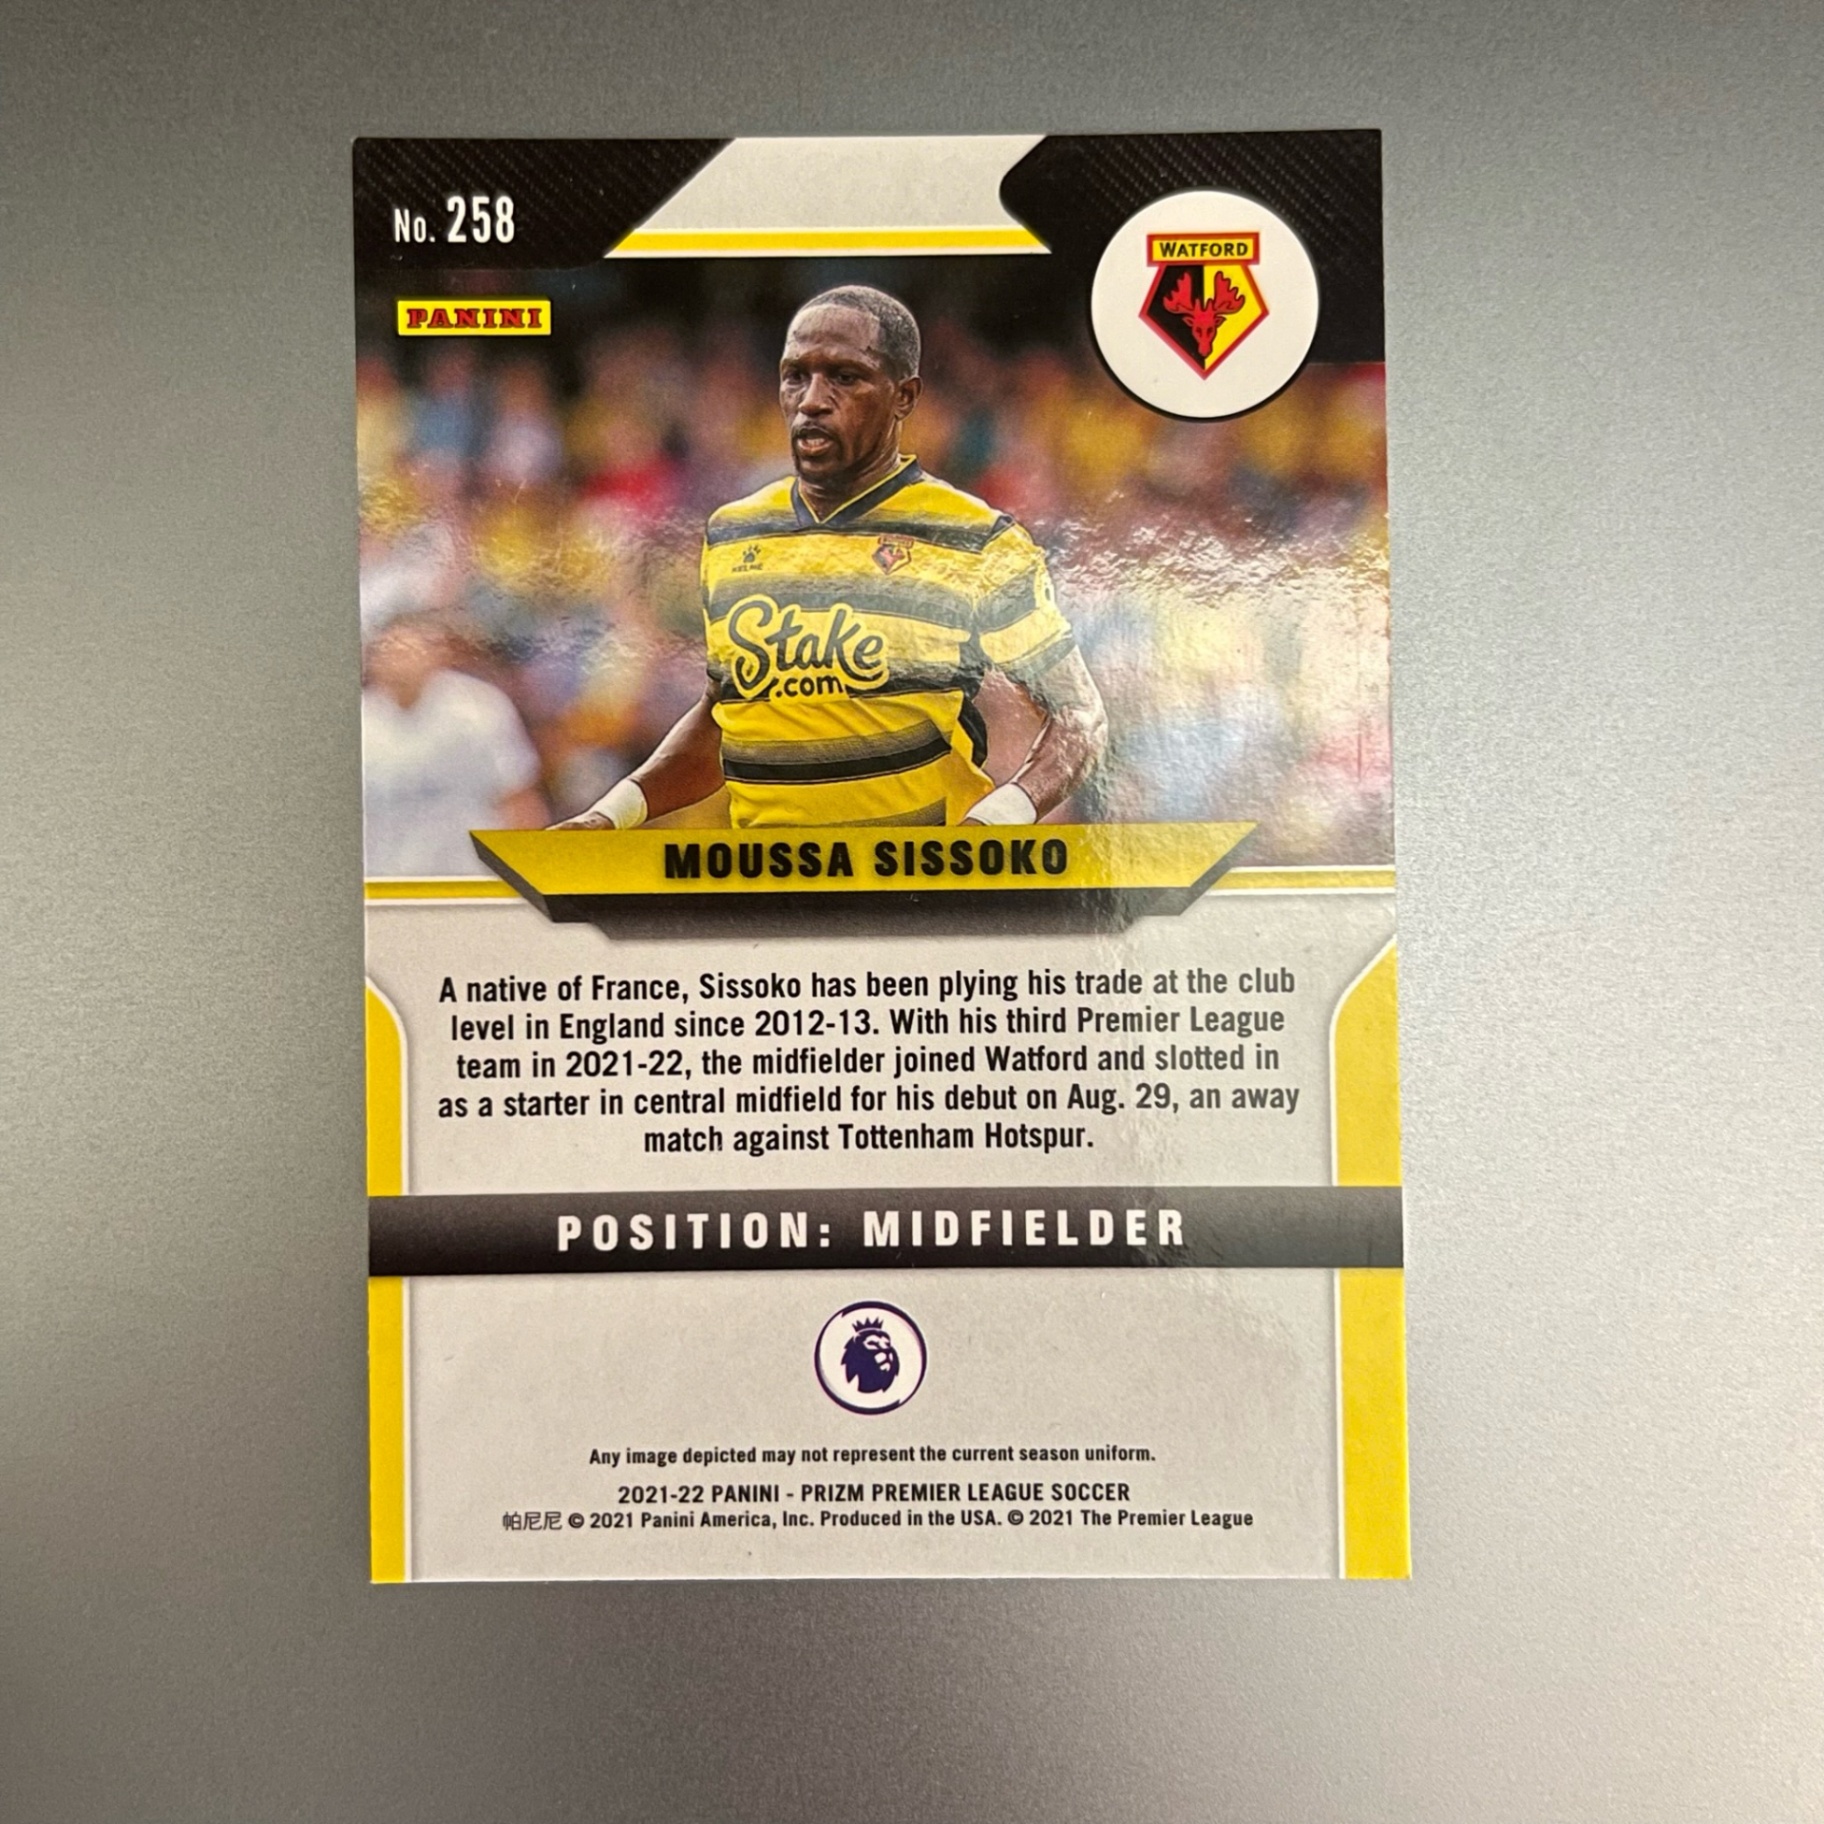 No. 258
WATFORD
PANINI
KELME
Stake
.com
MOUSSA SISSOKO
A native of France, Sissoko has been plying his trade at the club
level in England since 2012-13. With his third Premier League
team in 2021-22, the midfielder joined Watford and slotted in
as a starter in central midfield for his debut on Aug. 29, an away
match against Tottenham Hotspur.
POSITION: MIDFIELDER
Any image depicted may not represent the current season uniform.
2021-22 PANINI - PRIZM PREMIER LEAGUE SOCCER
帕尼尼 © 2021 Panini America, Inc. Produced in the USA. © 2021 The Premier League